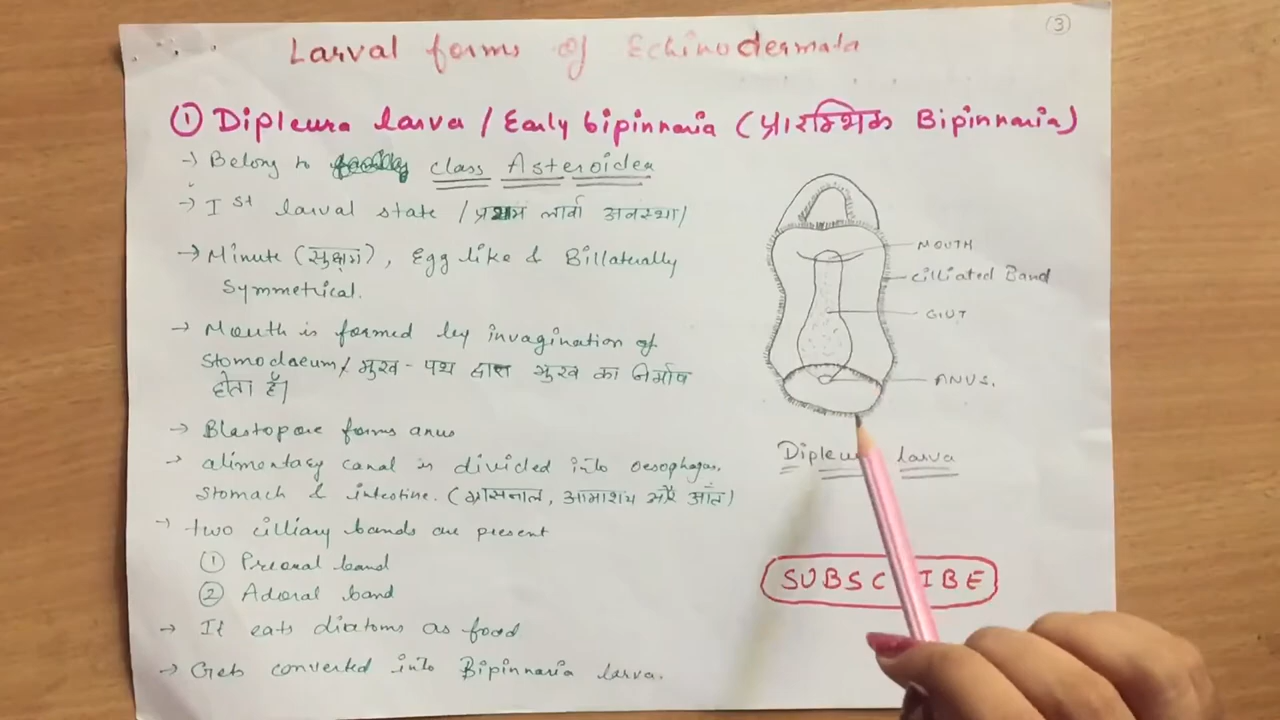 ③
Larval forms of Echinodermata
① Dipleura larva / Early bipinnaria (प्रारम्भिक Bipinnaria)
→ Belong to class Asteroidea
→ Ist larval state / प्रथम लार्वा अवस्था।
→ Minute (सुक्ष्म), Egg like & Billaterally
Symmetrical.
→ Mouth is formed by invagination of
Stomodaeum / मुख - पथ द्वारा मुख का निर्माण
होता है।
→ Blastopore forms anus
→ alimentary canal is divided into oesophagus,
Stomach & intestine. (ग्रासनाल, आमाशय और आँत)
→ two cilliary bands are present
① Preoral band
② Adoral band
→ It eats diatoms as food
→ Gets converted into Bipinnaria larva.
MOUTH
Cilliated Band
GIUT
ANUS.
Dipleu larva
SUBSC IBE